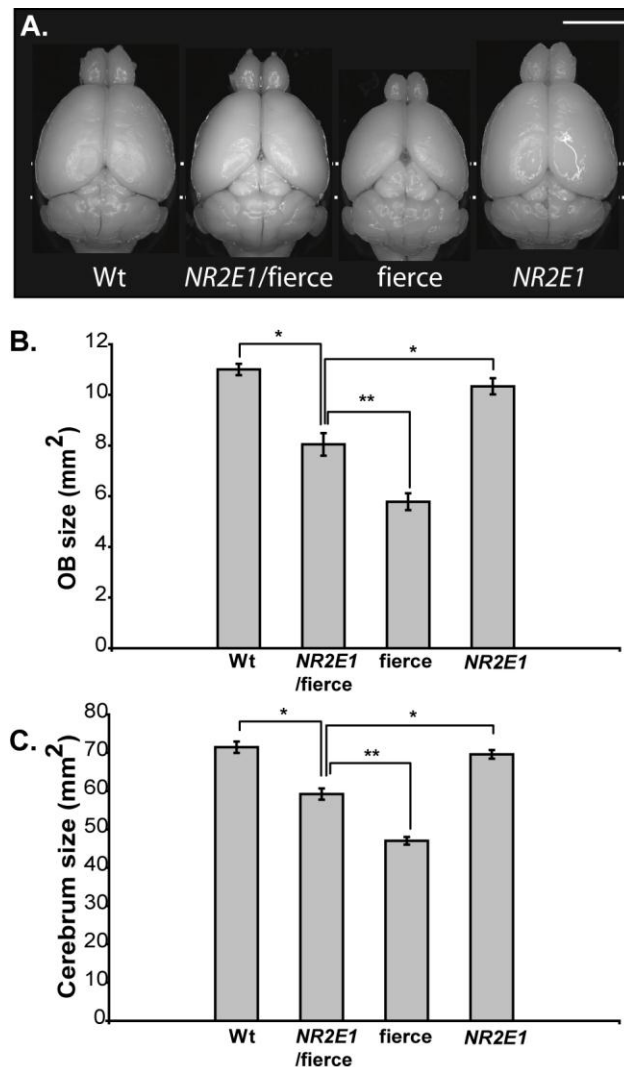 A.
Wt NR2E1/fierce fierce NR2E1
B.
OB size (mm2)
12
10
8
6
4
2
0
* * **
Wt NR2E1 fierce NR2E1
/fierce
C.
Cerebrum size (mm2)
80
70
60
50
40
30
20
10
0
* * **
Wt NR2E1 fierce NR2E1
/fierce